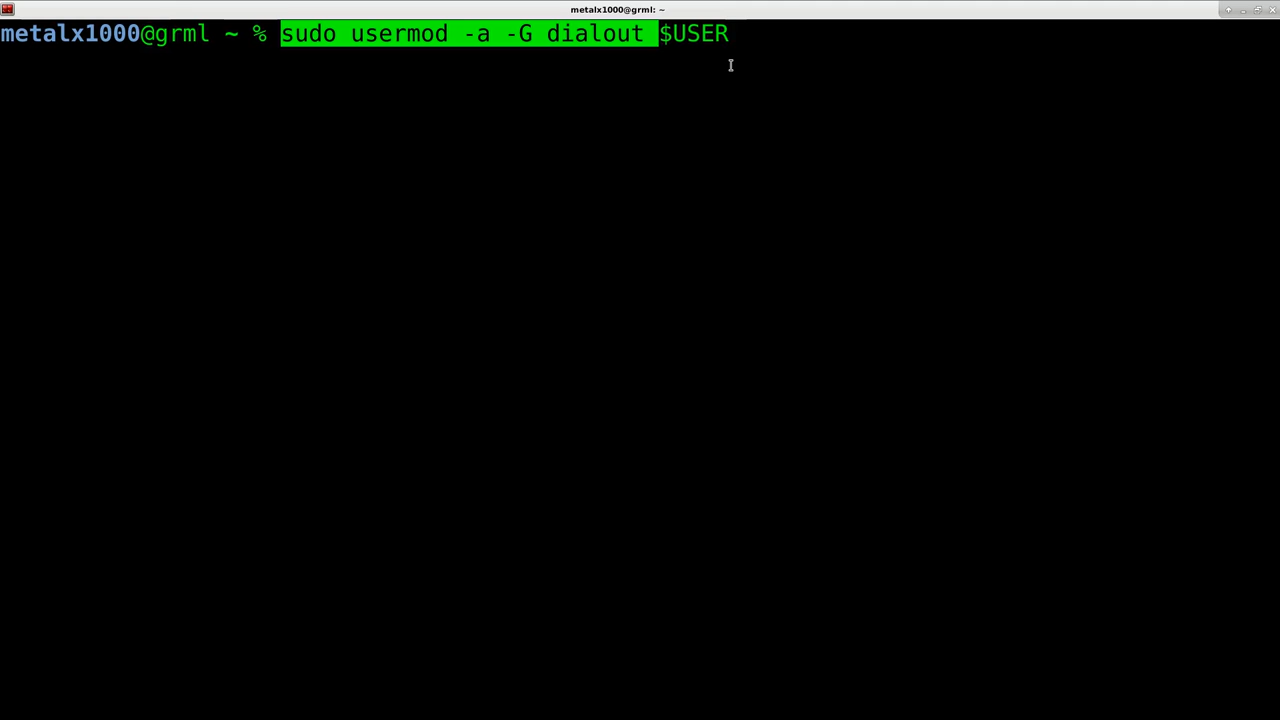 metalx1000@grml: ~
metalx1000@grml ~ % sudo usermod -a -G dialout $USER